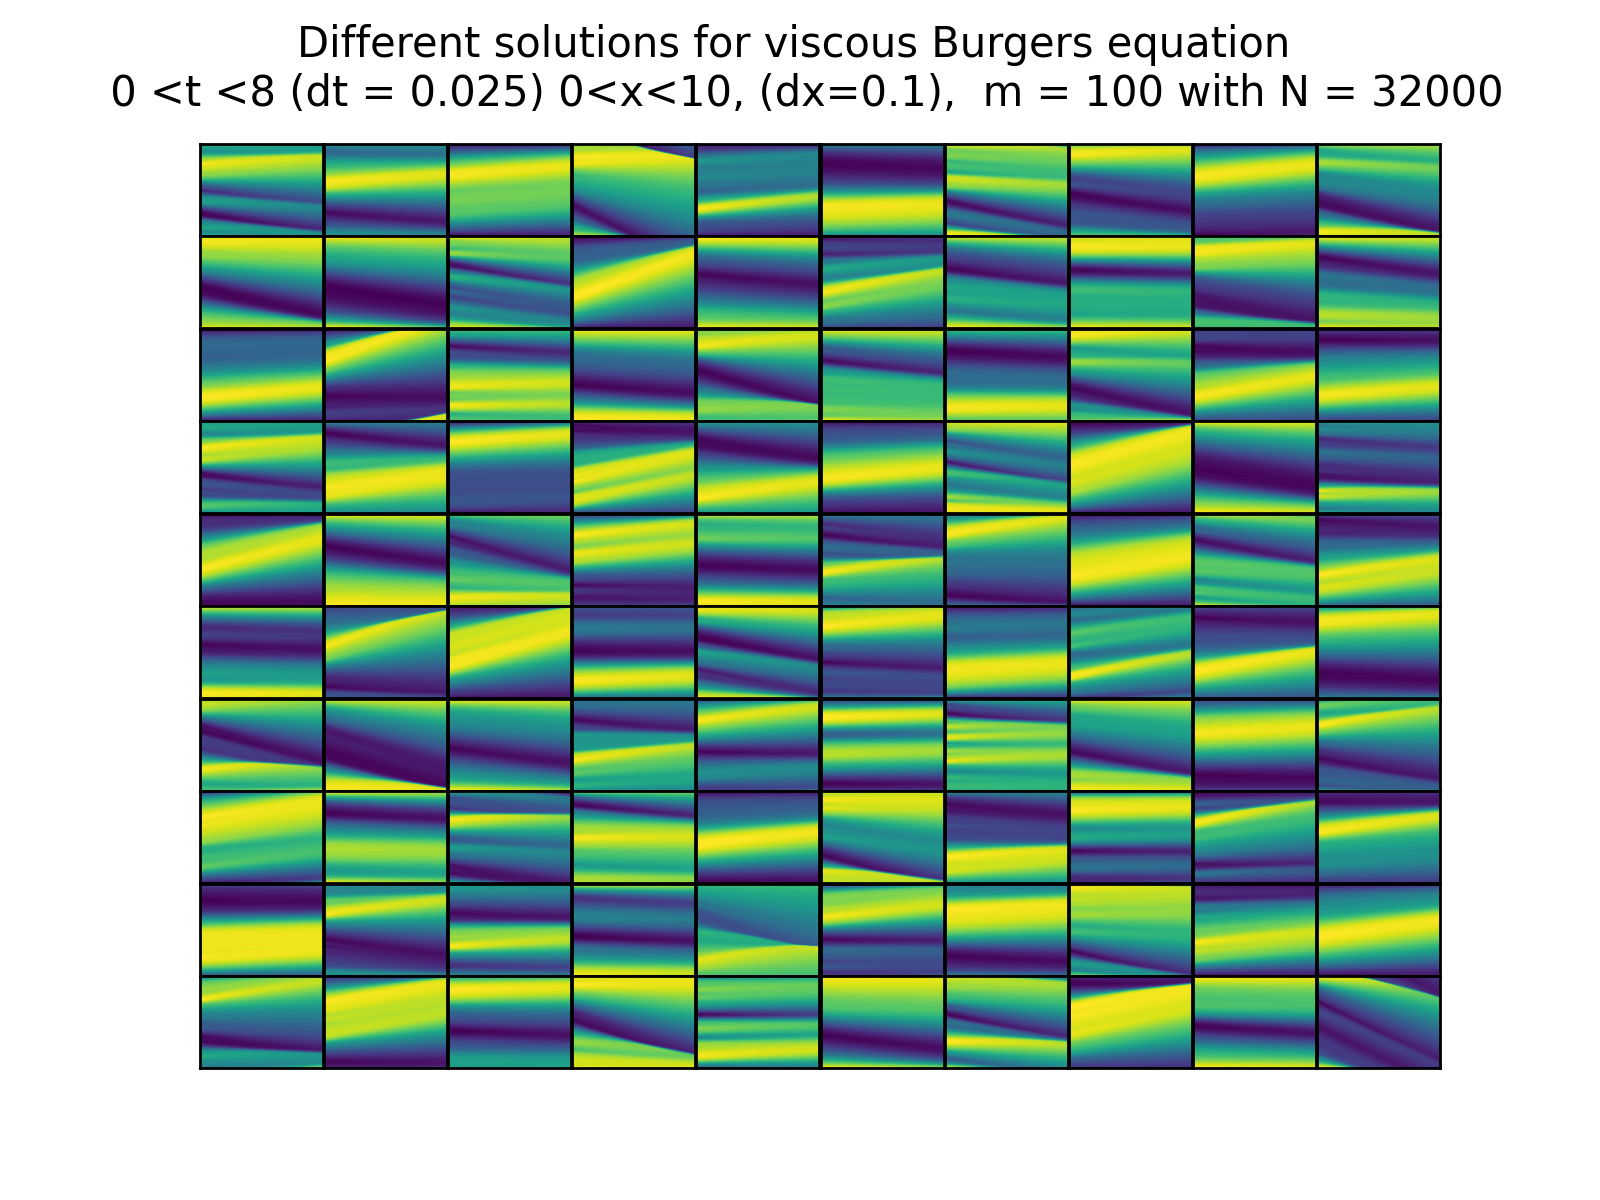 Different solutions for viscous Burgers equation
0 <t <8 (dt = 0.025) 0<x<10, (dx=0.1),  m = 100 with N = 32000